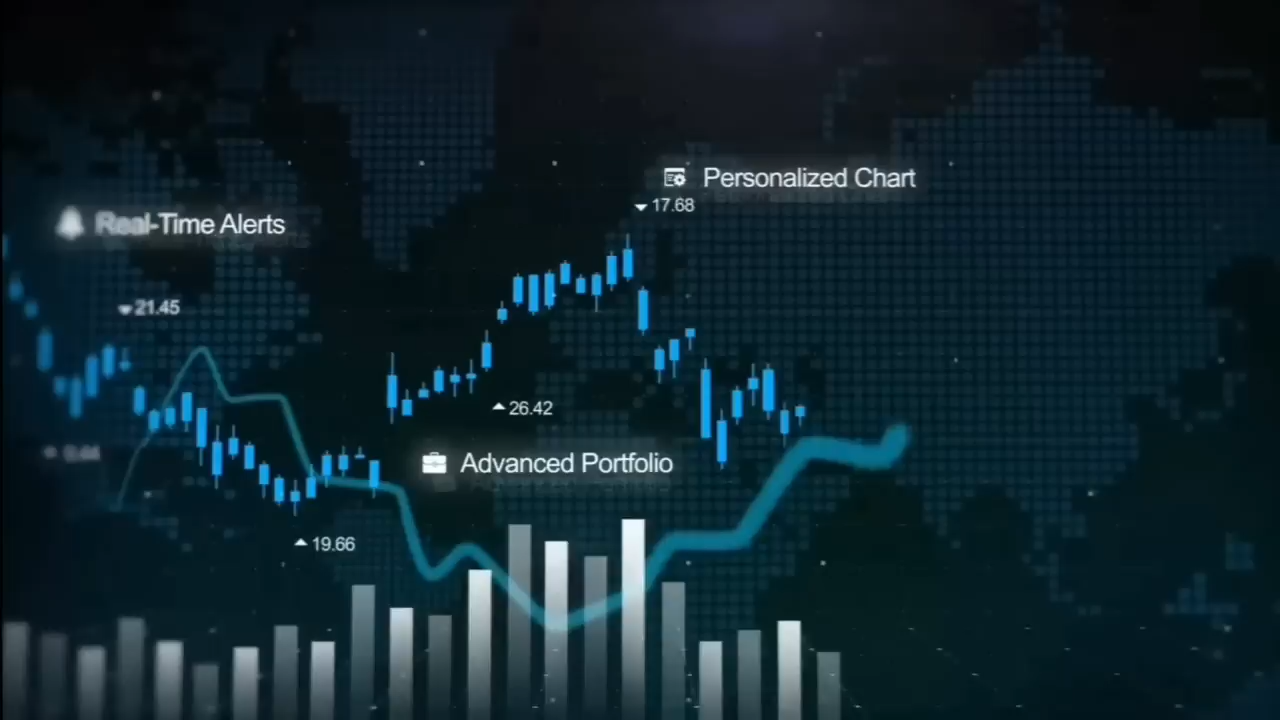 Personalized Chart
17.68
Real-Time Alerts
21.45
26.42
Advanced Portfolio
19.66